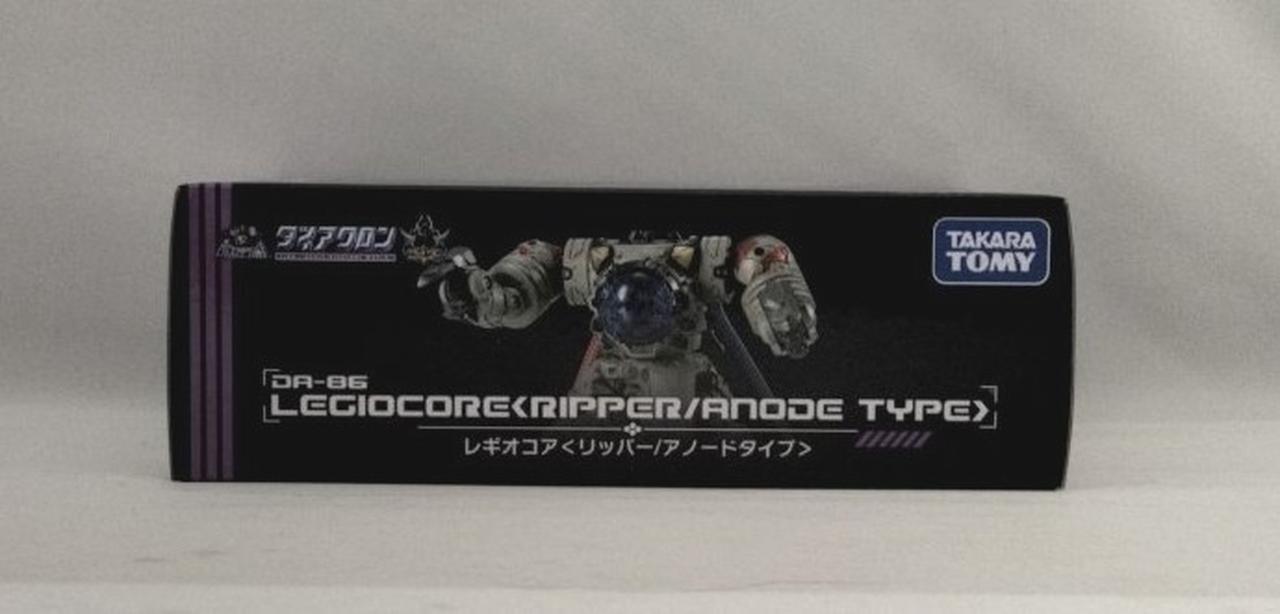 ダイアクロン
TAKARA
TOMY
DA-86
LEGIOCORE<RIPPER/ANODE TYPE>
レギオコア<リッパー/アノードタイプ>